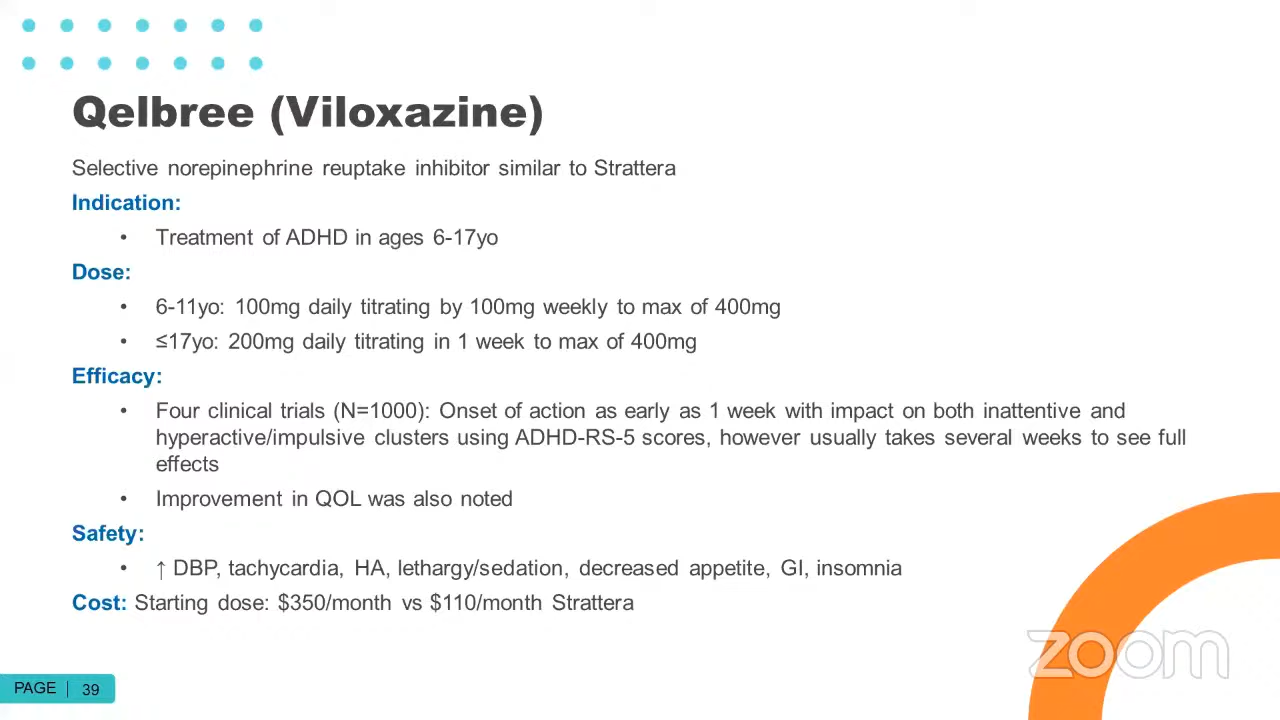 Qelbree (Viloxazine)
Selective norepinephrine reuptake inhibitor similar to Strattera
Indication:
• Treatment of ADHD in ages 6-17yo
Dose:
• 6-11yo: 100mg daily titrating by 100mg weekly to max of 400mg
• ≤17yo: 200mg daily titrating in 1 week to max of 400mg
Efficacy:
• Four clinical trials (N=1000): Onset of action as early as 1 week with impact on both inattentive and
hyperactive/impulsive clusters using ADHD-RS-5 scores, however usually takes several weeks to see full
effects
• Improvement in QOL was also noted
Safety:
• ↑ DBP, tachycardia, HA, lethargy/sedation, decreased appetite, GI, insomnia
Cost: Starting dose: $350/month vs $110/month Strattera
zoom
PAGE | 39